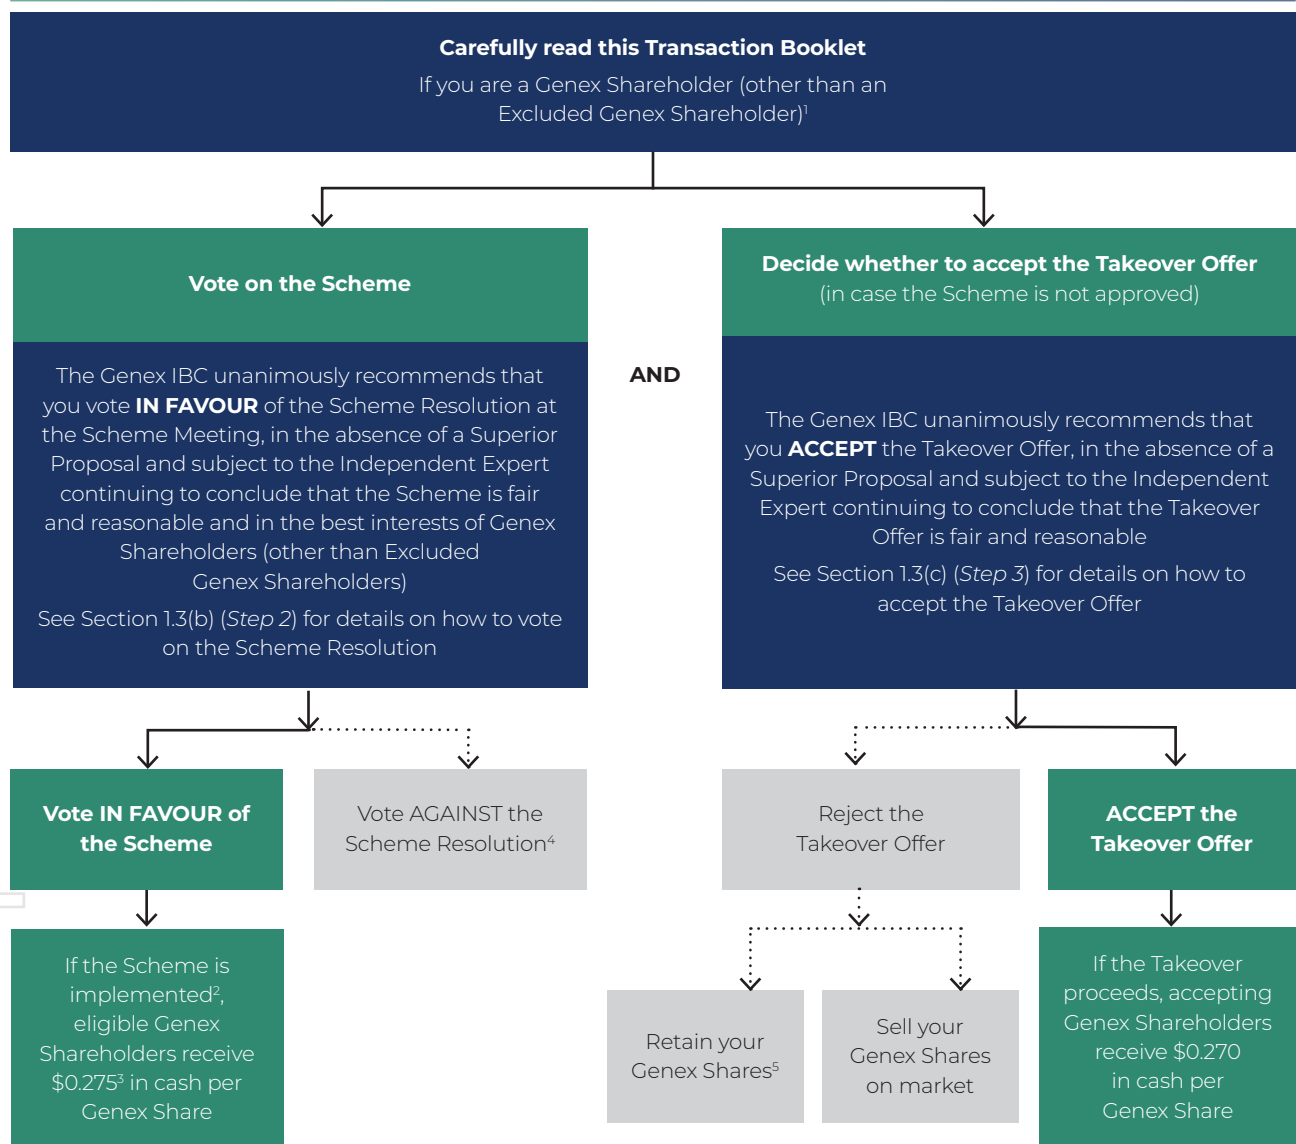 Carefully read this Transaction Booklet
If you are a Genex Shareholder (other than an
Excluded Genex Shareholder)¹
Vote on the Scheme
The Genex IBC unanimously recommends that
you vote IN FAVOUR of the Scheme Resolution at
the Scheme Meeting, in the absence of a Superior
Proposal and subject to the Independent Expert
continuing to conclude that the Scheme is fair
and reasonable and in the best interests of Genex
Shareholders (other than Excluded
Genex Shareholders)
See Section 1.3(b) (Step 2) for details on how to vote
on the Scheme Resolution
AND
Decide whether to accept the Takeover Offer
(in case the Scheme is not approved)
The Genex IBC unanimously recommends that
you ACCEPT the Takeover Offer, in the absence of a
Superior Proposal and subject to the Independent
Expert continuing to conclude that the Takeover
Offer is fair and reasonable
See Section 1.3(c) (Step 3) for details on how to
accept the Takeover Offer
Vote IN FAVOUR of
the Scheme
Vote AGAINST the
Scheme Resolution⁴
Reject the
Takeover Offer
ACCEPT the
Takeover Offer
If the Scheme is
implemented²,
eligible Genex
Shareholders receive
$0.275³ in cash per
Genex Share
Retain your
Genex Shares⁵
Sell your
Genex Shares
on market
If the Takeover
proceeds, accepting
Genex Shareholders
receive $0.270
in cash per
Genex Share